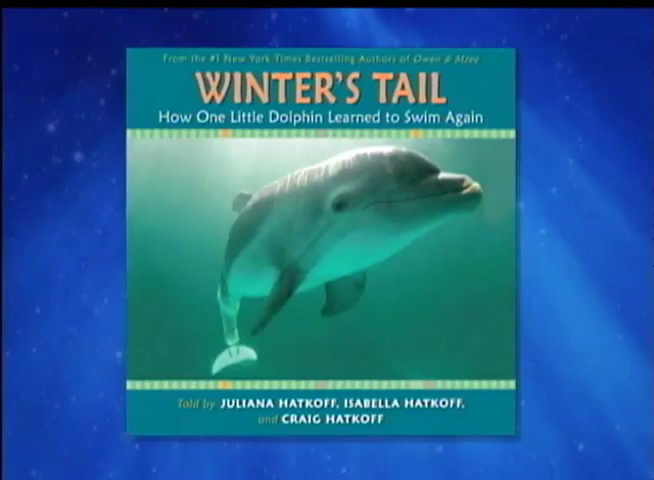 From the #1 New York Times Bestselling Authors of Owen & Mzee
WINTER'S TAIL
How One Little Dolphin Learned to Swim Again
Told by JULIANA HATKOFF, ISABELLA HATKOFF,
and CRAIG HATKOFF